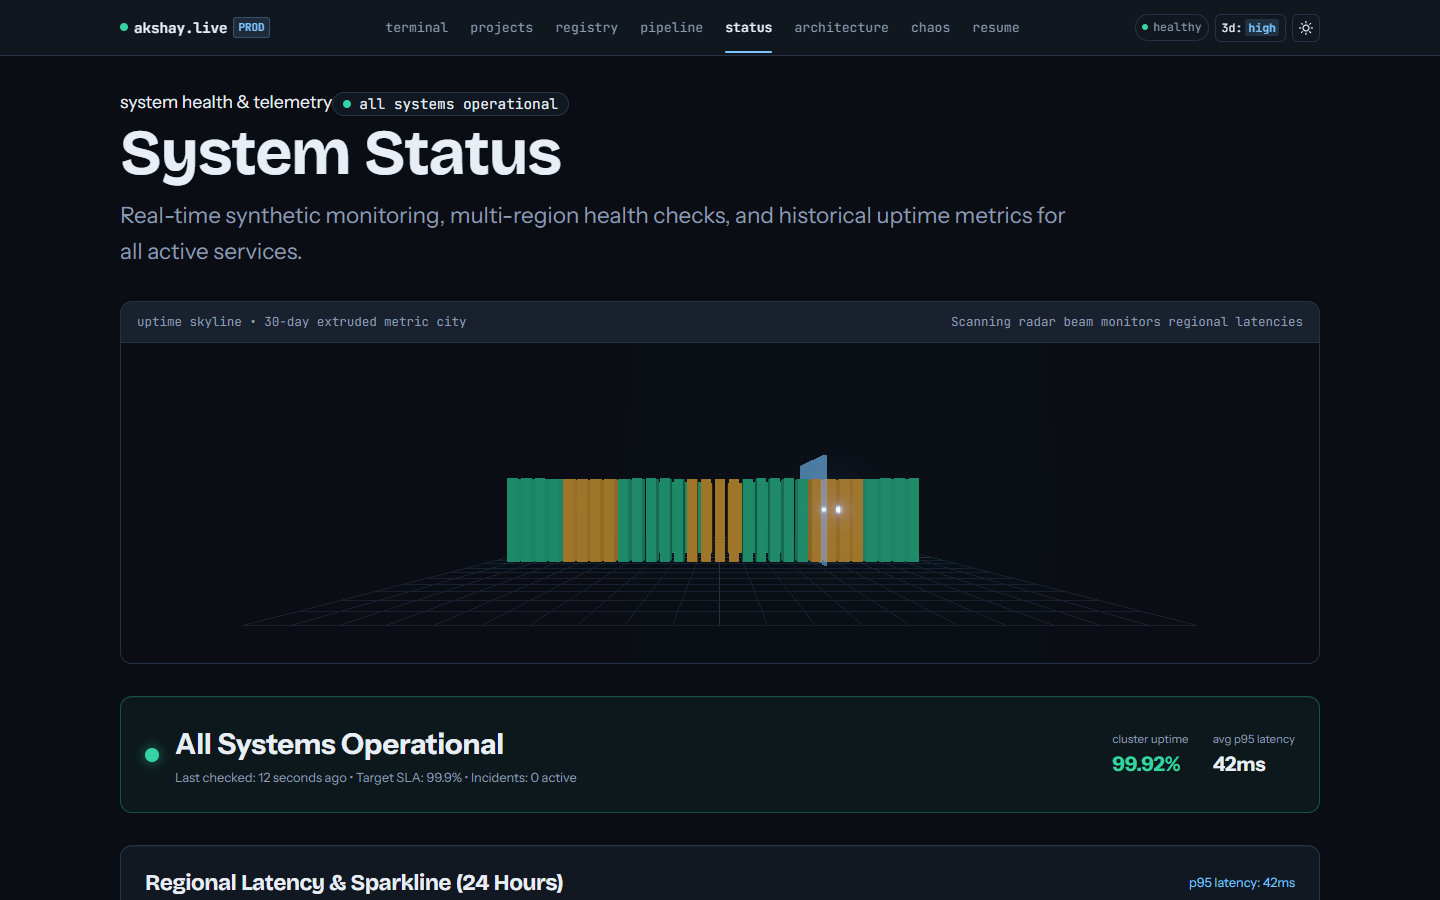 akshay.live PROD
terminal projects registry pipeline status architecture chaos resume
healthy 3d: high
system health & telemetry all systems operational
System Status
Real-time synthetic monitoring, multi-region health checks, and historical uptime metrics for
all active services.
uptime skyline • 30-day extruded metric city
Scanning radar beam monitors regional latencies
All Systems Operational
Last checked: 12 seconds ago • Target SLA: 99.9% • Incidents: 0 active
cluster uptime
99.92%
avg p95 latency
42ms
Regional Latency & Sparkline (24 Hours)
p95 latency: 42ms